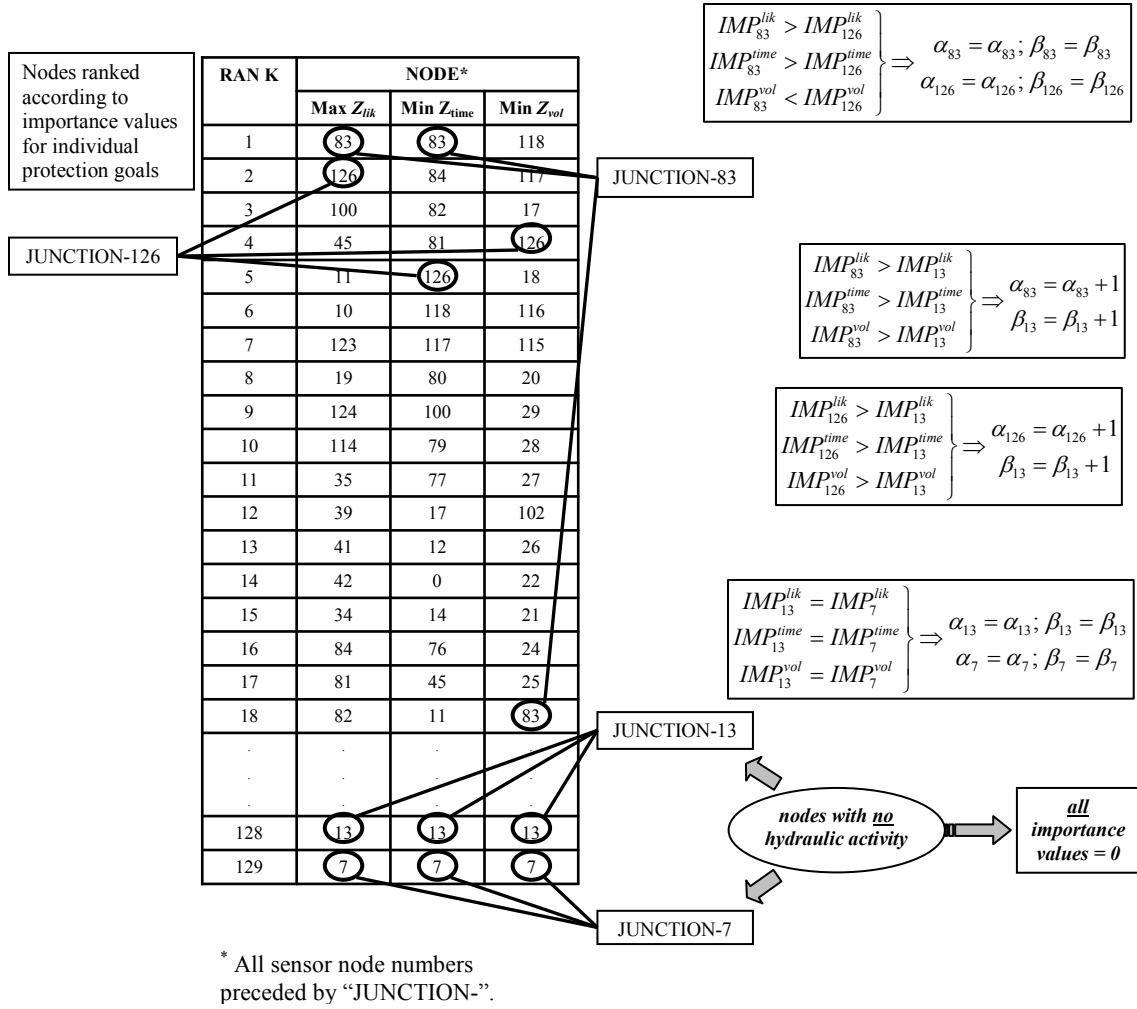 Nodes ranked
according to
importance values
for individual
protection goals
RAN K NODE*
Max Z_lik Min Z_time Min Z_vol
1 83 83 118
2 126 84 117
3 100 82 17
4 45 81 126
5 11 126 18
6 10 118 116
7 123 117 115
8 19 80 20
9 124 100 29
10 114 79 28
11 35 77 27
12 39 17 102
13 41 12 26
14 42 0 22
15 34 14 21
16 84 76 24
17 81 45 25
18 82 11 83
. . .
. . .
. . .
128 13 13 13
129 7 7 7
JUNCTION-126
JUNCTION-83
JUNCTION-13
JUNCTION-7
IMP_83^lik > IMP_126^lik
IMP_83^time > IMP_126^time
IMP_83^vol < IMP_126^vol
⇒
α_83 = α_83; β_83 = β_83
α_126 = α_126; β_126 = β_126
IMP_83^lik > IMP_13^lik
IMP_83^time > IMP_13^time
IMP_83^vol > IMP_13^vol
⇒
α_83 = α_83 +1
β_13 = β_13 +1
IMP_126^lik > IMP_13^lik
IMP_126^time > IMP_13^time
IMP_126^vol > IMP_13^vol
⇒
α_126 = α_126 +1
β_13 = β_13 +1
IMP_13^lik = IMP_7^lik
IMP_13^time = IMP_7^time
IMP_13^vol = IMP_7^vol
⇒
α_13 = α_13; β_13 = β_13
α_7 = α_7; β_7 = β_7
nodes with no
hydraulic activity
all
importance
values = 0
* All sensor node numbers
preceded by “JUNCTION-”.